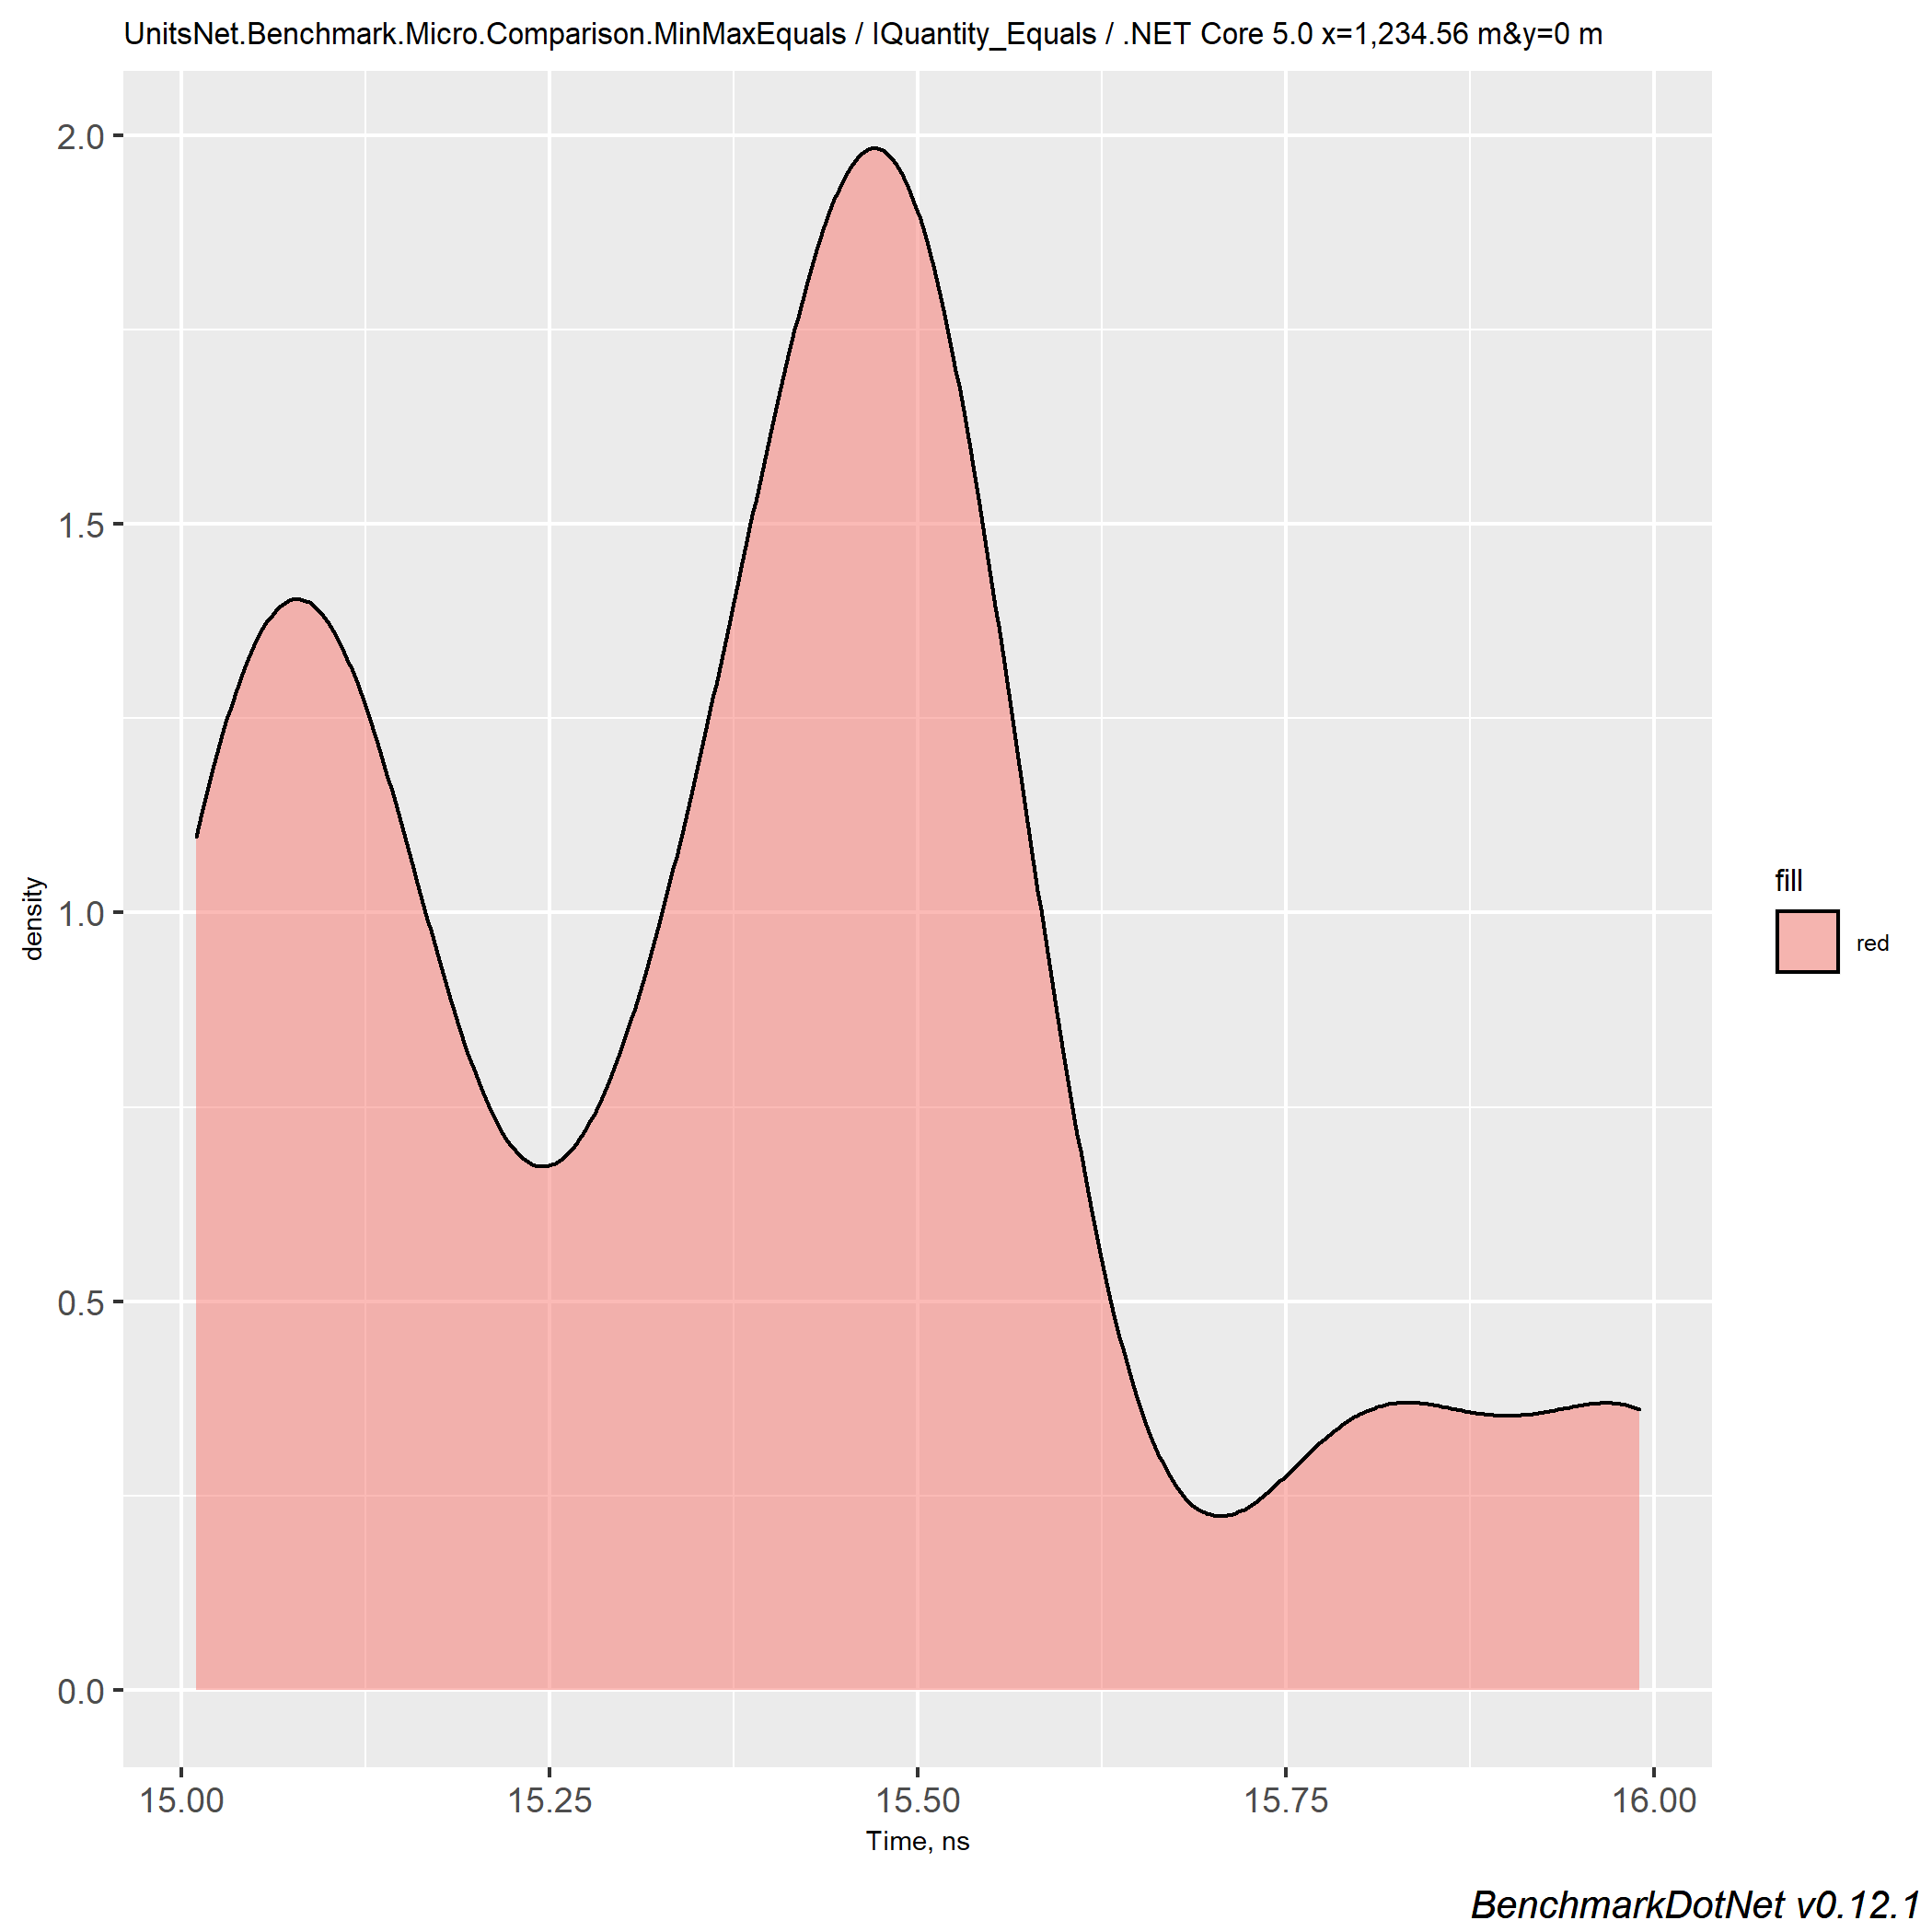 UnitsNet.Benchmark.Micro.Comparison.MinMaxEquals / IQuantity_Equals / .NET Core 5.0 x=1,234.56 m&y=0 m
2.0
1.5
1.0
0.5
0.0
density
15.00 15.25 15.50 15.75 16.00
Time, ns
fill
red
BenchmarkDotNet v0.12.1